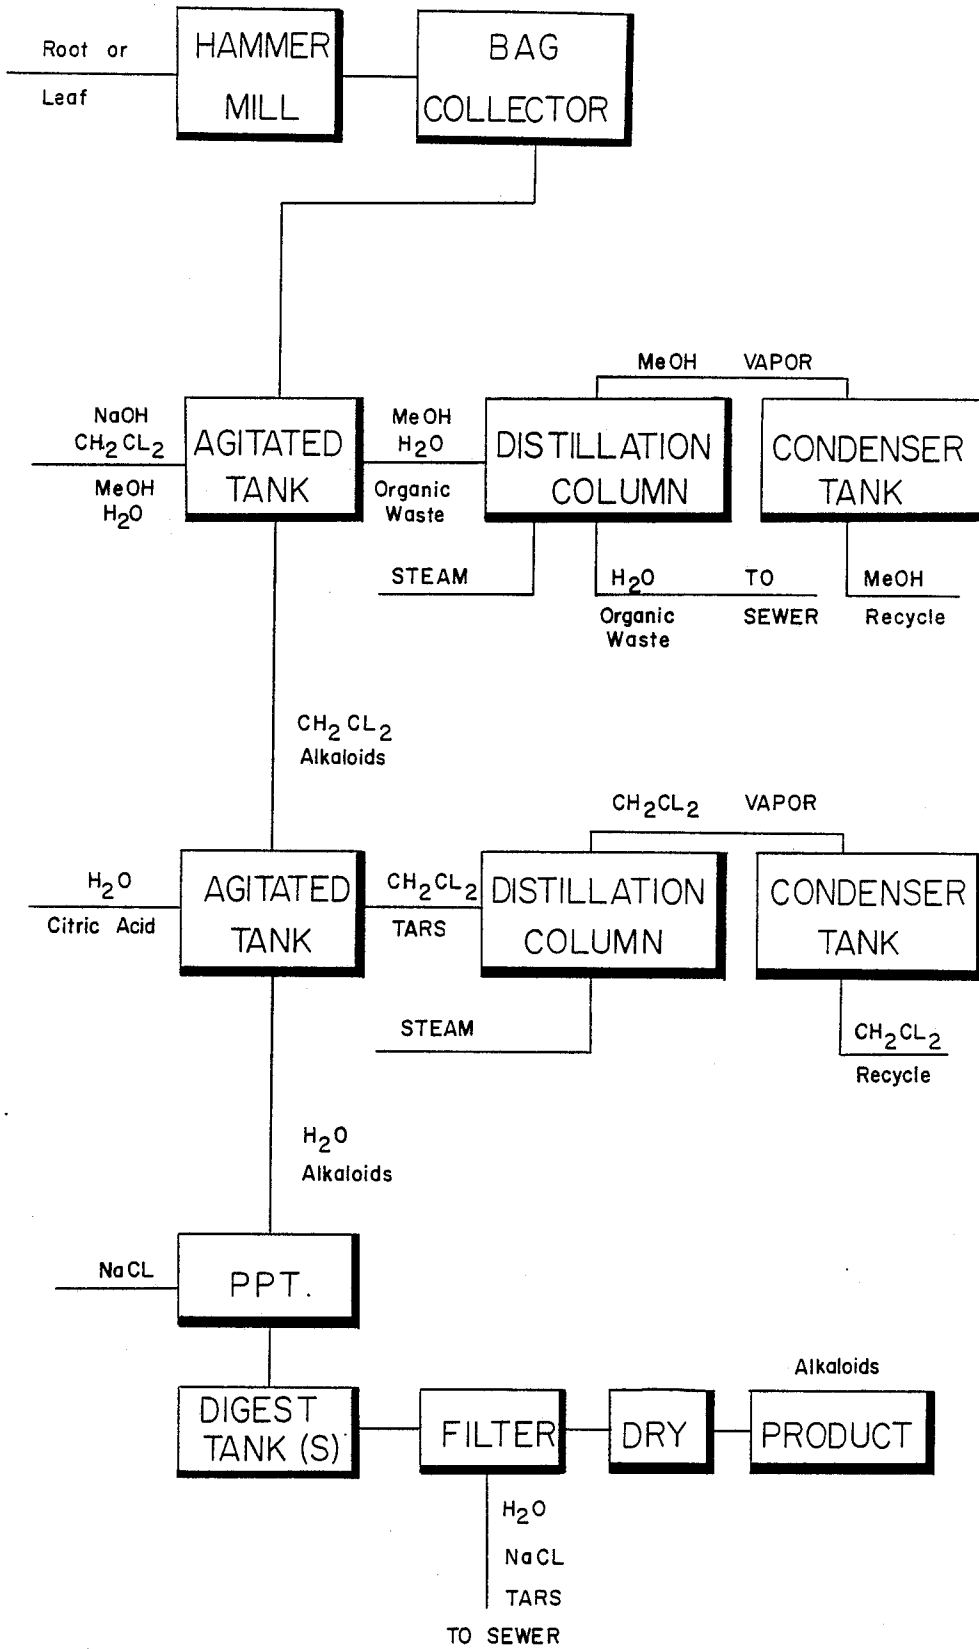 Root or
Leaf
HAMMER
MILL
BAG
COLLECTOR
MeOH VAPOR
NaOH
CH2CL2
MeOH
H2O
AGITATED
TANK
MeOH
H2O
Organic
Waste
DISTILLATION
COLUMN
CONDENSER
TANK
STEAM
H2O TO
Organic SEWER
Waste
MeOH
Recycle
CH2CL2
Alkaloids
CH2CL2 VAPOR
H2O
Citric Acid
AGITATED
TANK
CH2CL2
TARS
DISTILLATION
COLUMN
CONDENSER
TANK
STEAM
CH2CL2
Recycle
H2O
Alkaloids
NaCL
PPT.
DIGEST
TANK (S)
FILTER
DRY
Alkaloids
PRODUCT
H2O
NaCL
TARS
TO SEWER